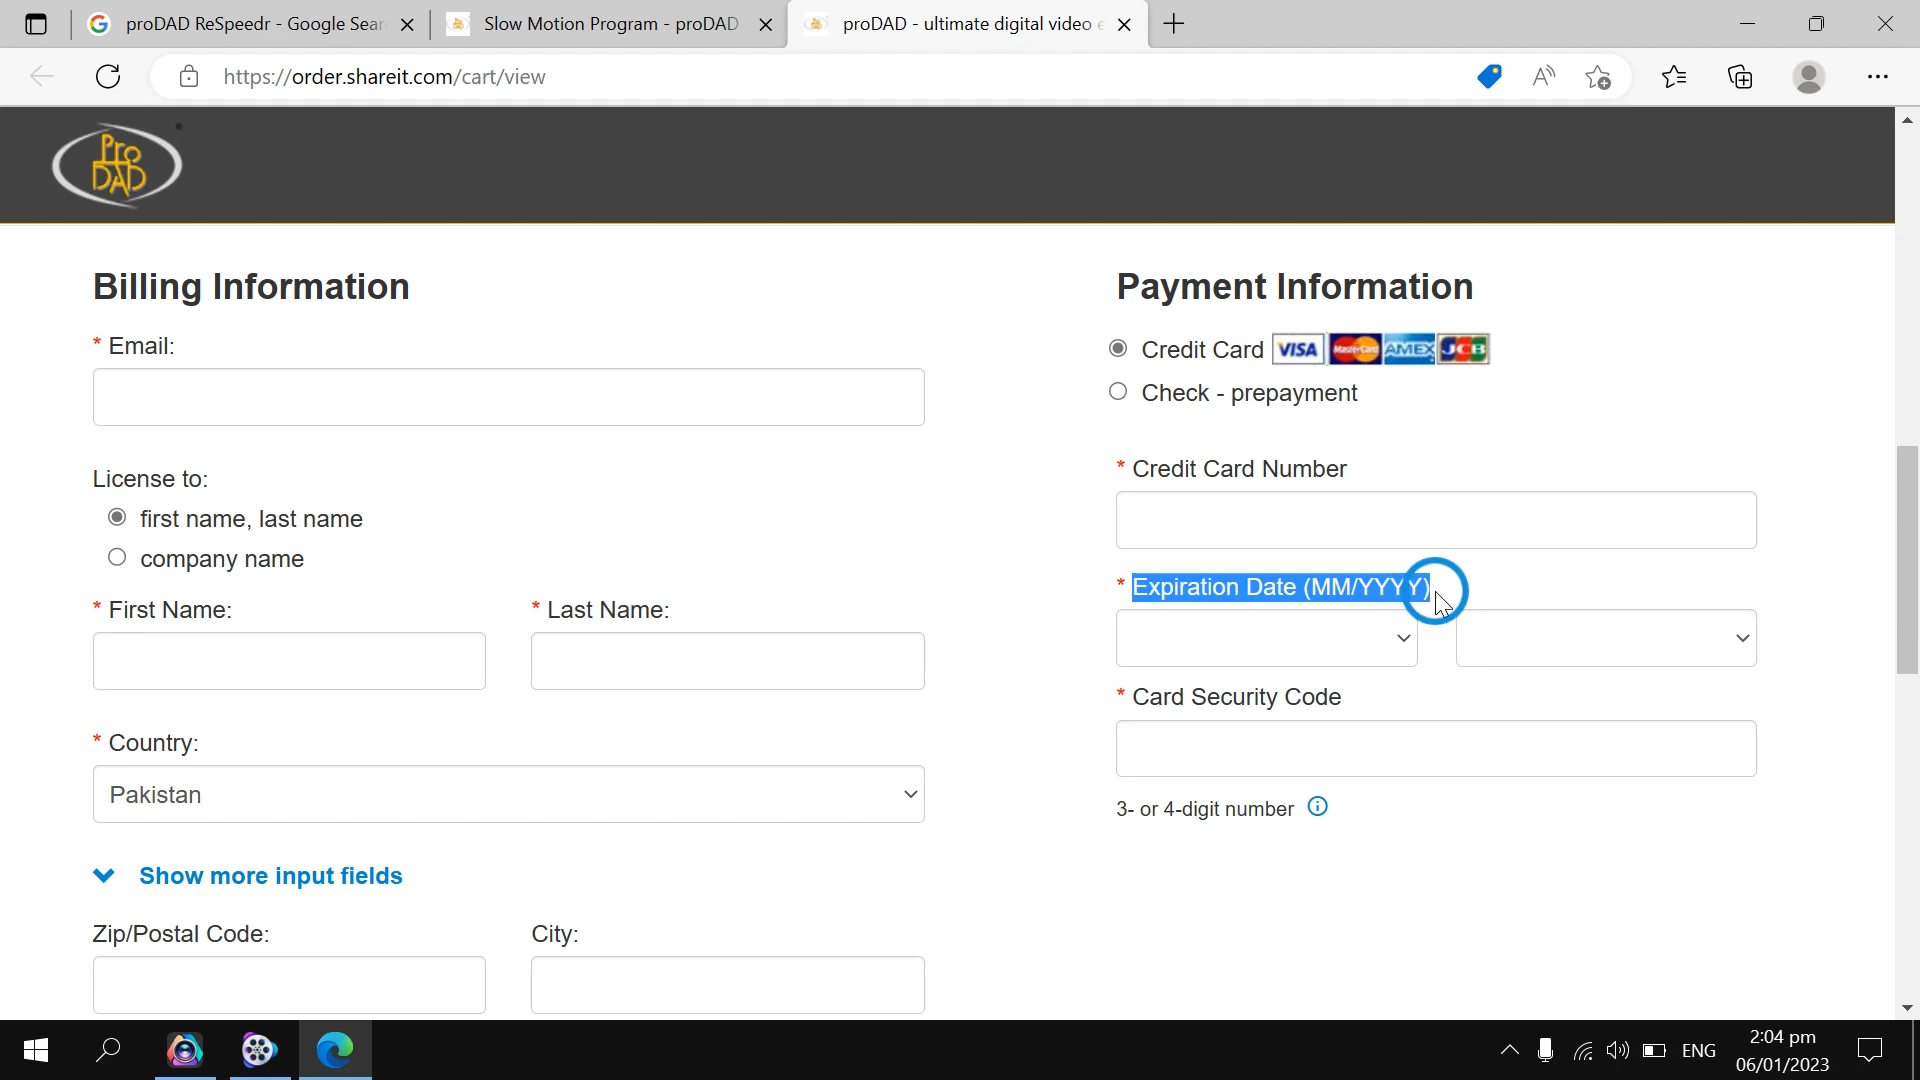 proDAD ReSpeedr - Google Sear
Slow Motion Program - proDAD
proDAD - ultimate digital video e
https://order.shareit.com/cart/view
Pro
DAD
Billing Information
* Email:
License to:
first name, last name
company name
* First Name:
* Last Name:
* Country:
Pakistan
Show more input fields
Zip/Postal Code:
City:
Payment Information
Credit Card VISA MasterCard AMEX JCB
Check - prepayment
* Credit Card Number
* Expiration Date (MM/YYYY)
* Card Security Code
3- or 4-digit number
ENG
2:04 pm
06/01/2023